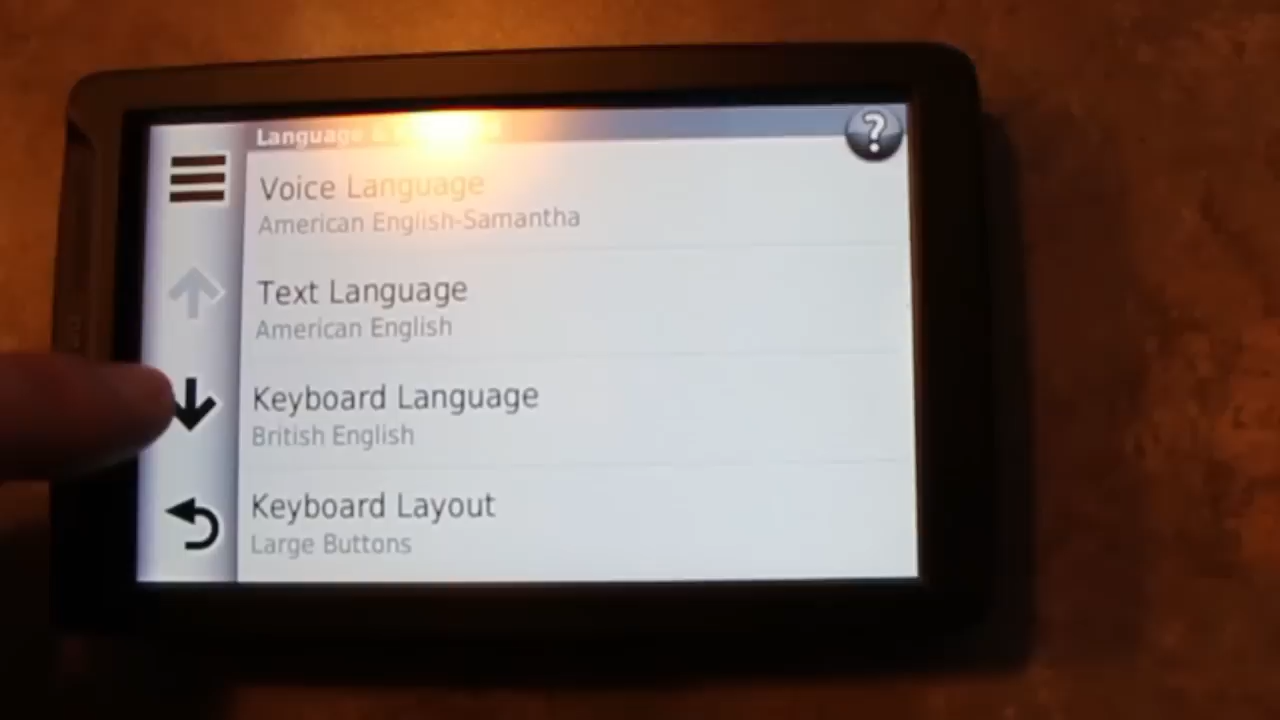 Language &
?
Voice Language
American English-Samantha
Text Language
American English
Keyboard Language
British English
Keyboard Layout
Large Buttons